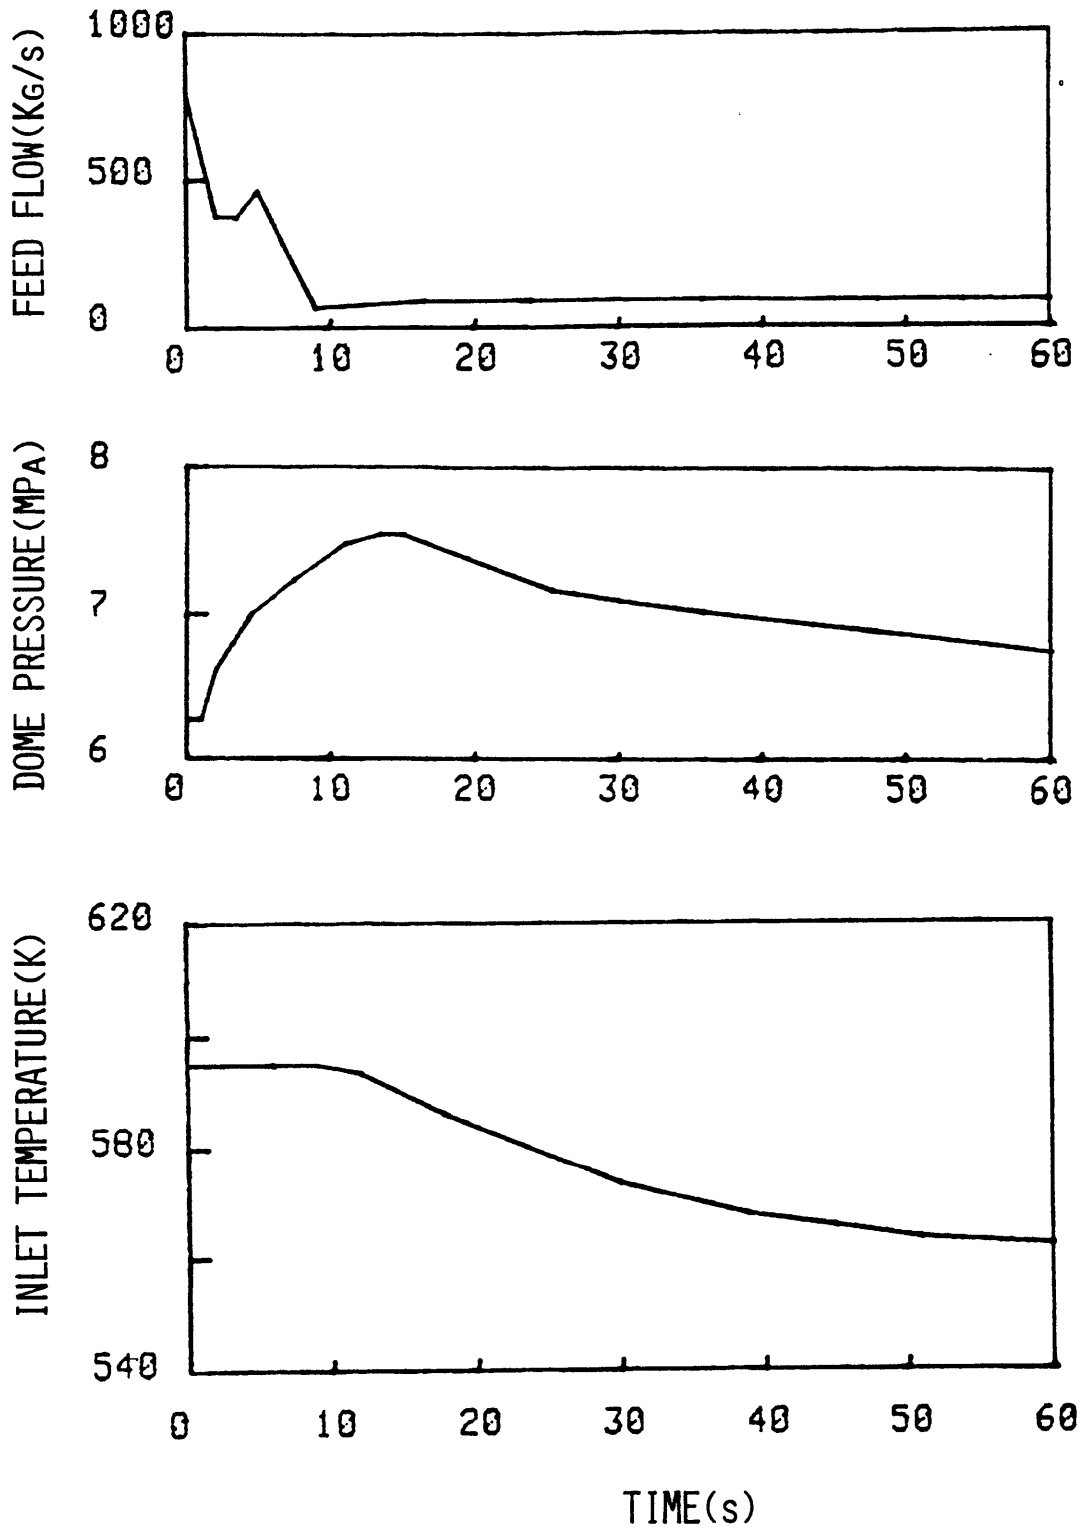 FEED FLOW(KG/s)
1000
500
0
0 10 20 30 40 50 60
DOME PRESSURE(MPA)
8
7
6
0 10 20 30 40 50 60
INLET TEMPERATURE(K)
620
580
540
0 10 20 30 40 50 60
TIME(s)